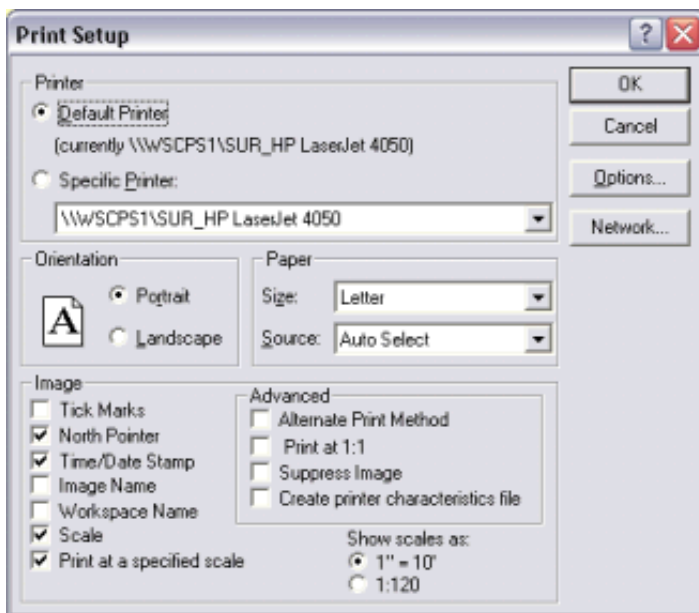 Print Setup
Printer
Default Printer
(currently \\WSCPS1\SUR_HP LaserJet 4050)
Specific Printer:
\\WSCPS1\SUR_HP LaserJet 4050
OK
Cancel
Options...
Network...
Orientation
A
Portrait
Landscape
Paper
Size: Letter
Source: Auto Select
Image
Tick Marks
North Pointer
Time/Date Stamp
Image Name
Workspace Name
Scale
Print at a specified scale
Advanced
Alternate Print Method
Print at 1:1
Suppress Image
Create printer characteristics file
Show scales as:
1" = 10'
1:120